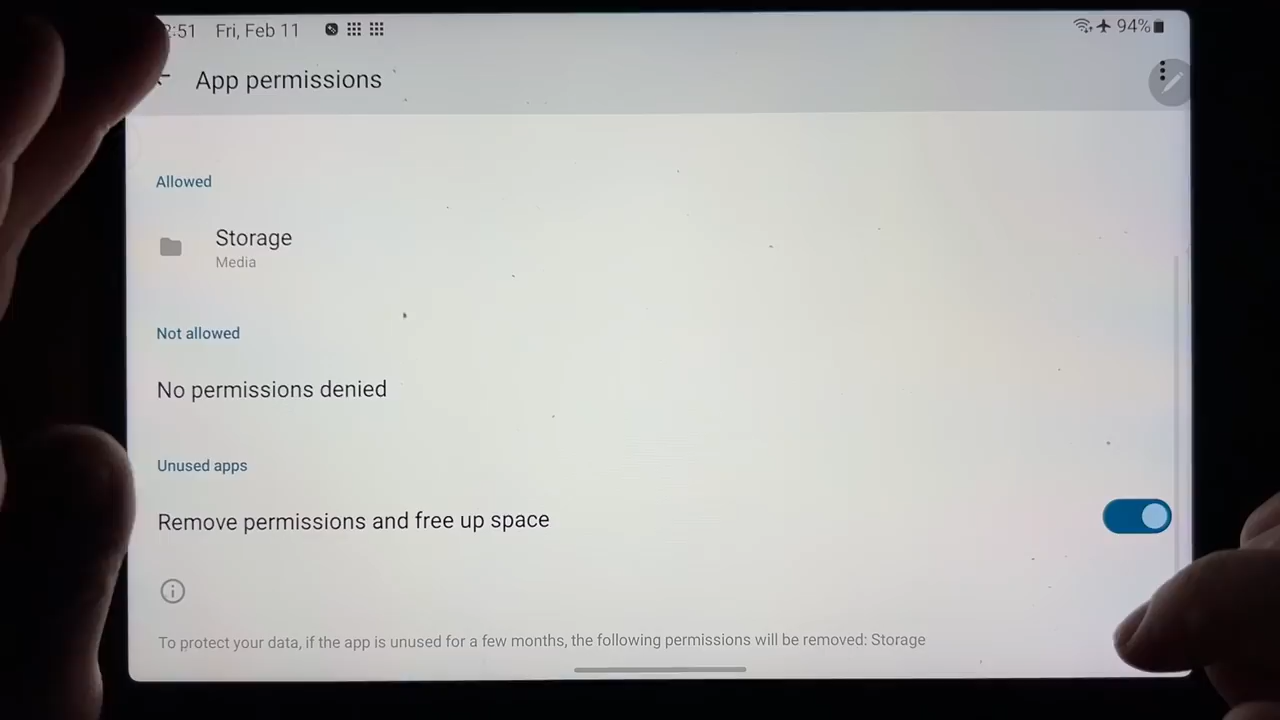 :51 Fri, Feb 11 94%
App permissions
Allowed
Storage
Media
Not allowed
No permissions denied
Unused apps
Remove permissions and free up space
To protect your data, if the app is unused for a few months, the following permissions will be removed: Storage